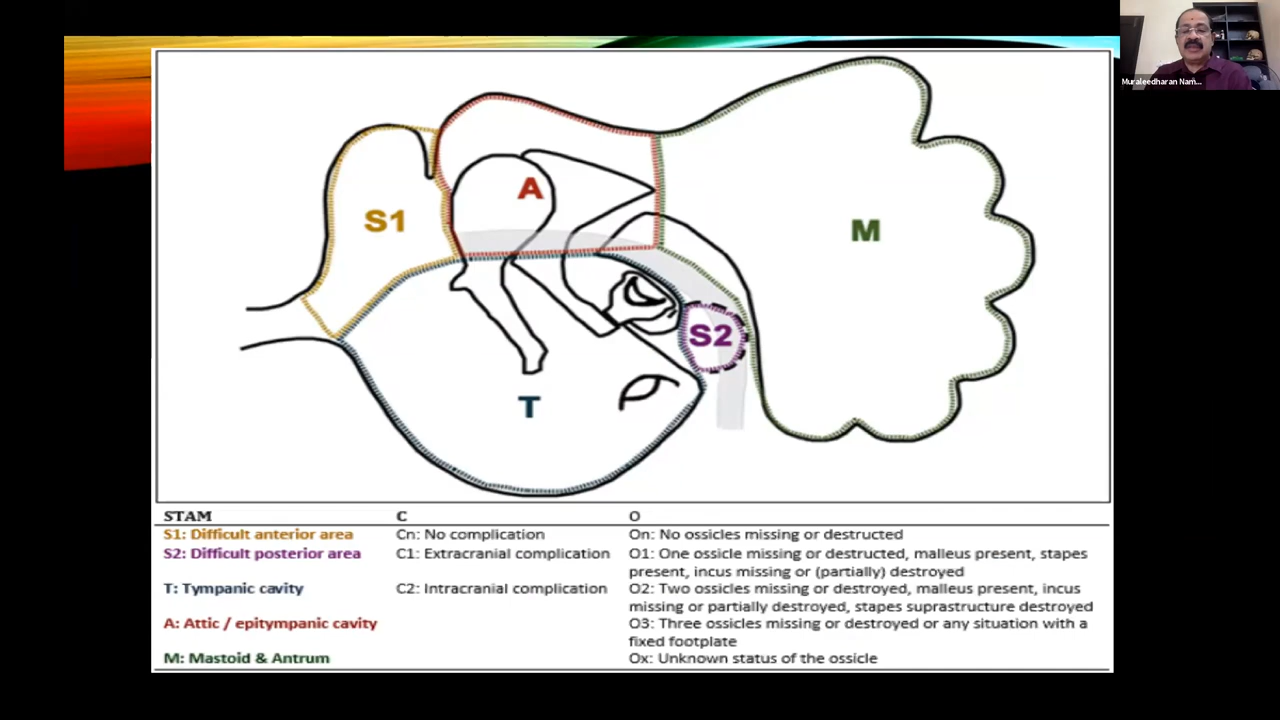 Muraleedharan Nam...
S1
A
M
S2
T
STAM C O
S1: Difficult anterior area Cn: No complication On: No ossicles missing or destructed
S2: Difficult posterior area C1: Extracranial complication O1: One ossicle missing or destructed, malleus present, stapes
present, incus missing or (partially) destroyed
T: Tympanic cavity C2: Intracranial complication O2: Two ossicles missing or destroyed, malleus present, incus
missing or partially destroyed, stapes suprastructure destroyed
A: Attic / epitympanic cavity O3: Three ossicles missing or destroyed or any situation with a
fixed footplate
M: Mastoid & Antrum Ox: Unknown status of the ossicle